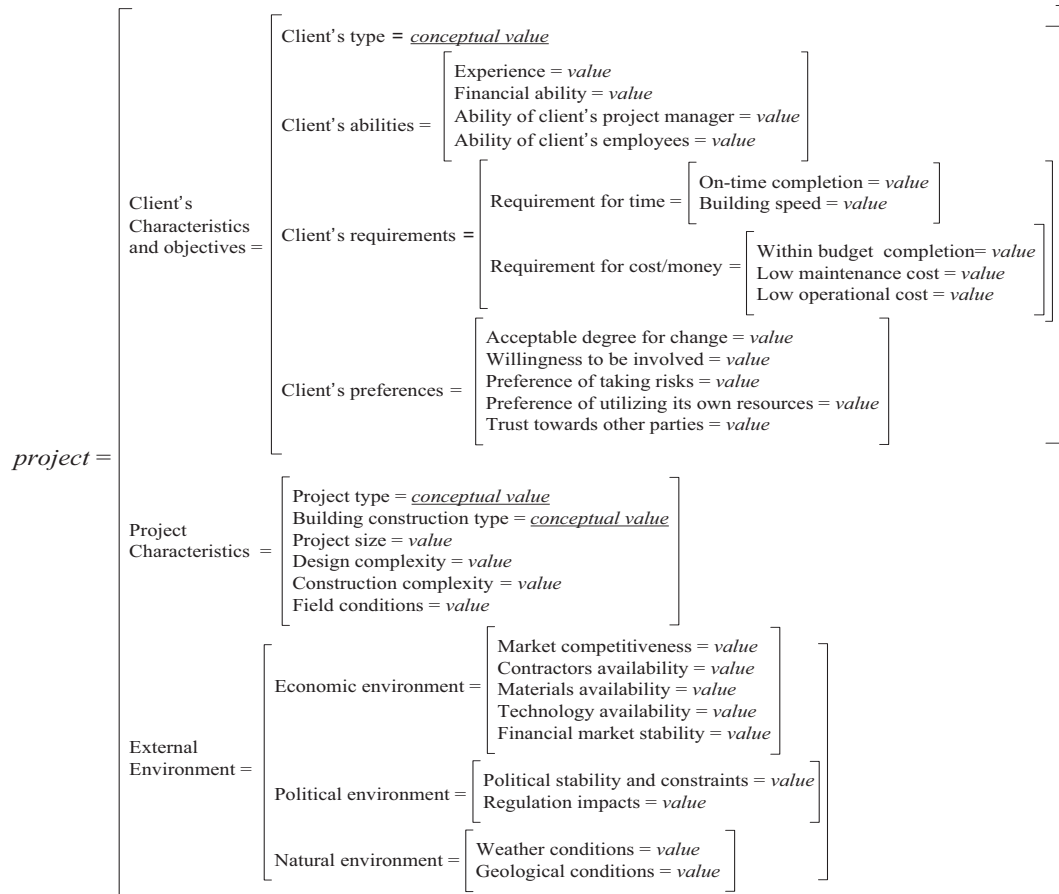 project =
Client's
Characteristics
and objectives =
Client's type = conceptual value
Client's abilities =
Experience = value
Financial ability = value
Ability of client's project manager = value
Ability of client's employees = value
Client's requirements =
Requirement for time =
On-time completion = value
Building speed = value
Requirement for cost/money =
Within budget completion= value
Low maintenance cost = value
Low operational cost = value
Client's preferences =
Acceptable degree for change = value
Willingness to be involved = value
Preference of taking risks = value
Preference of utilizing its own resources = value
Trust towards other parties = value
Project
Characteristics =
Project type = conceptual value
Building construction type = conceptual value
Project size = value
Design complexity = value
Construction complexity = value
Field conditions = value
External
Environment =
Economic environment =
Market competitiveness = value
Contractors availability = value
Materials availability = value
Technology availability = value
Financial market stability = value
Political environment =
Political stability and constraints = value
Regulation impacts = value
Natural environment =
Weather conditions = value
Geological conditions = value